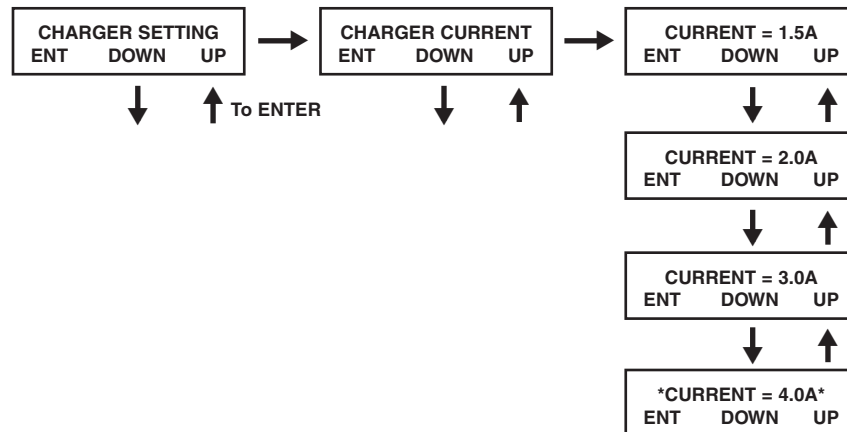 CHARGER SETTING
ENT DOWN UP
To ENTER
CHARGER CURRENT
ENT DOWN UP
CURRENT = 1.5A
ENT DOWN UP
CURRENT = 2.0A
ENT DOWN UP
CURRENT = 3.0A
ENT DOWN UP
*CURRENT = 4.0A*
ENT DOWN UP